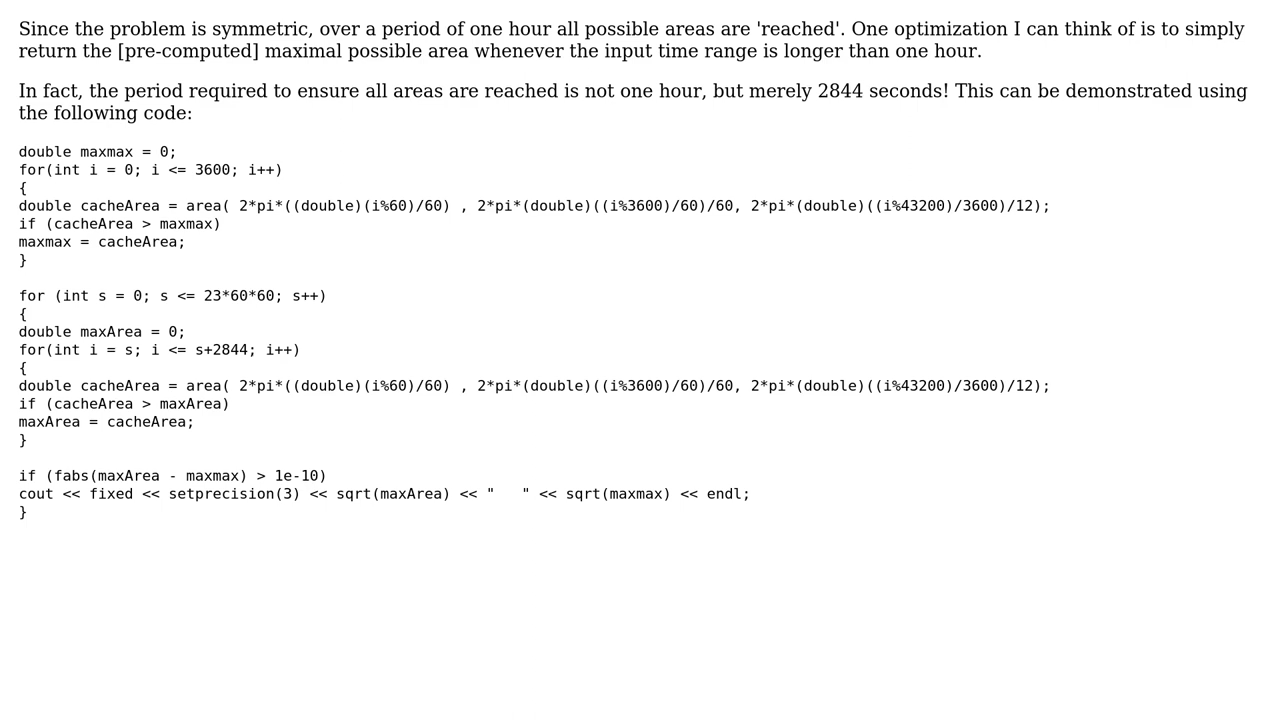 Since the problem is symmetric, over a period of one hour all possible areas are 'reached'. One optimization I can think of is to simply
return the [pre-computed] maximal possible area whenever the input time range is longer than one hour.
In fact, the period required to ensure all areas are reached is not one hour, but merely 2844 seconds! This can be demonstrated using
the following code:
double maxmax = 0;
for(int i = 0; i <= 3600; i++)
{
double cacheArea = area( 2*pi*((double)(i%60)/60) , 2*pi*(double)((i%3600)/60)/60, 2*pi*(double)((i%43200)/3600)/12);
if (cacheArea > maxmax)
maxmax = cacheArea;
}
for (int s = 0; s <= 23*60*60; s++)
{
double maxArea = 0;
for(int i = s; i <= s+2844; i++)
{
double cacheArea = area( 2*pi*((double)(i%60)/60) , 2*pi*(double)((i%3600)/60)/60, 2*pi*(double)((i%43200)/3600)/12);
if (cacheArea > maxArea)
maxArea = cacheArea;
}
if (fabs(maxArea - maxmax) > 1e-10)
cout << fixed << setprecision(3) << sqrt(maxArea) << "   " << sqrt(maxmax) << endl;
}